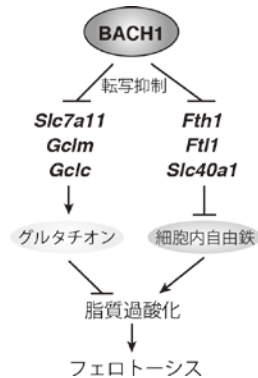 BACH1
転写抑制
Slc7a11 Fth1
Gclm Ftl1
Gclc Slc40a1
グルタチオン 細胞内自由鉄
脂質過酸化
フェロトーシス